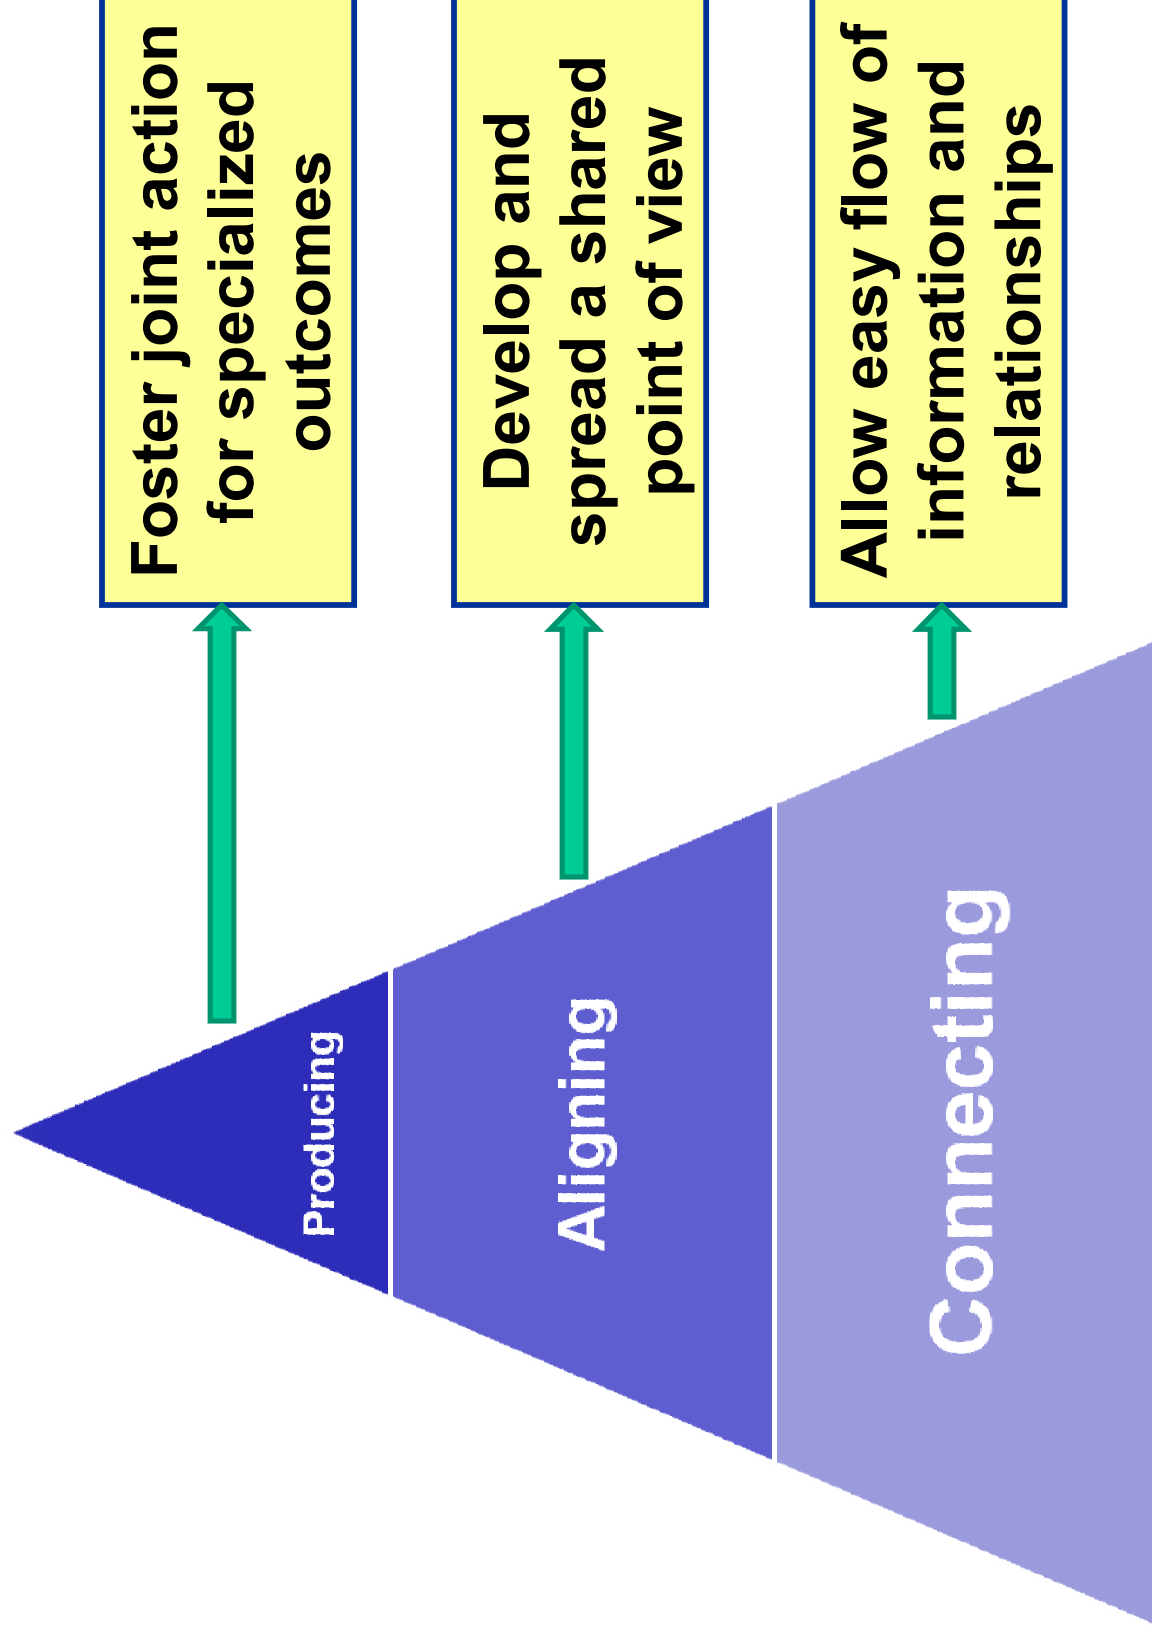 Producing
Foster joint action
for specialized
outcomes
Aligning
Develop and
spread a shared
point of view
Connecting
Allow easy flow of
information and
relationships